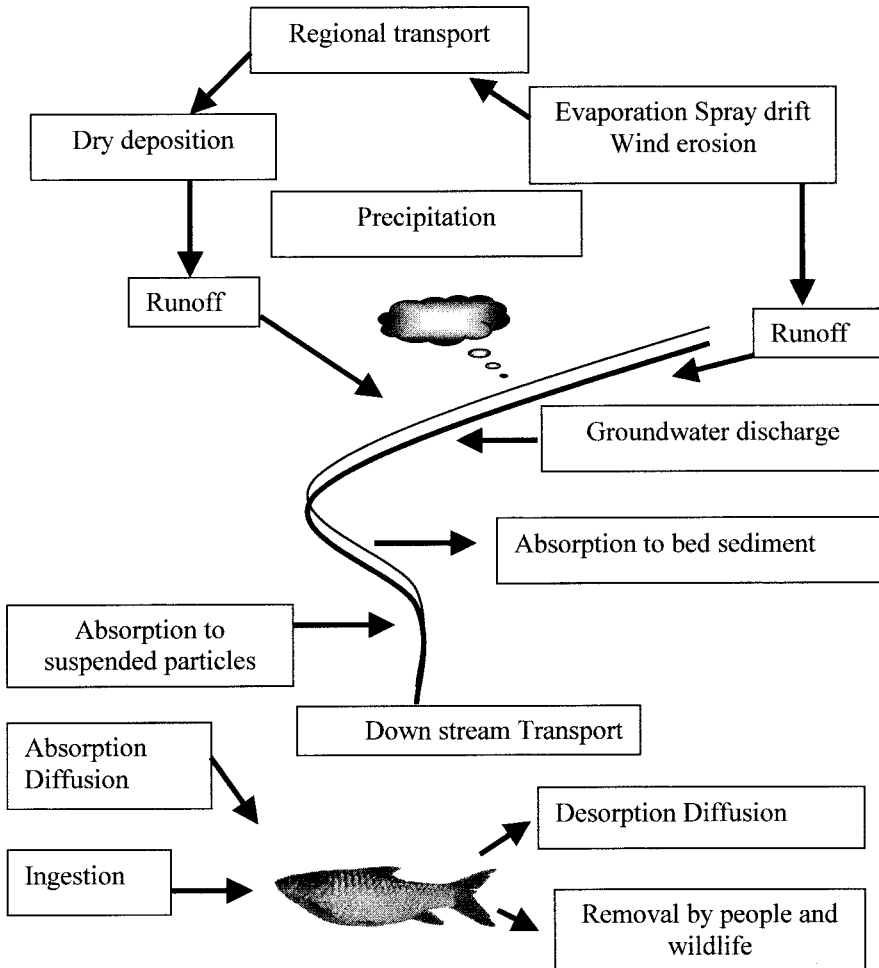 Regional transport
Evaporation Spray drift
Wind erosion
Dry deposition
Precipitation
Runoff
Runoff
Groundwater discharge
Absorption to bed sediment
Absorption to
suspended particles
Down stream Transport
Absorption
Diffusion
Desorption Diffusion
Ingestion
Removal by people and
wildlife